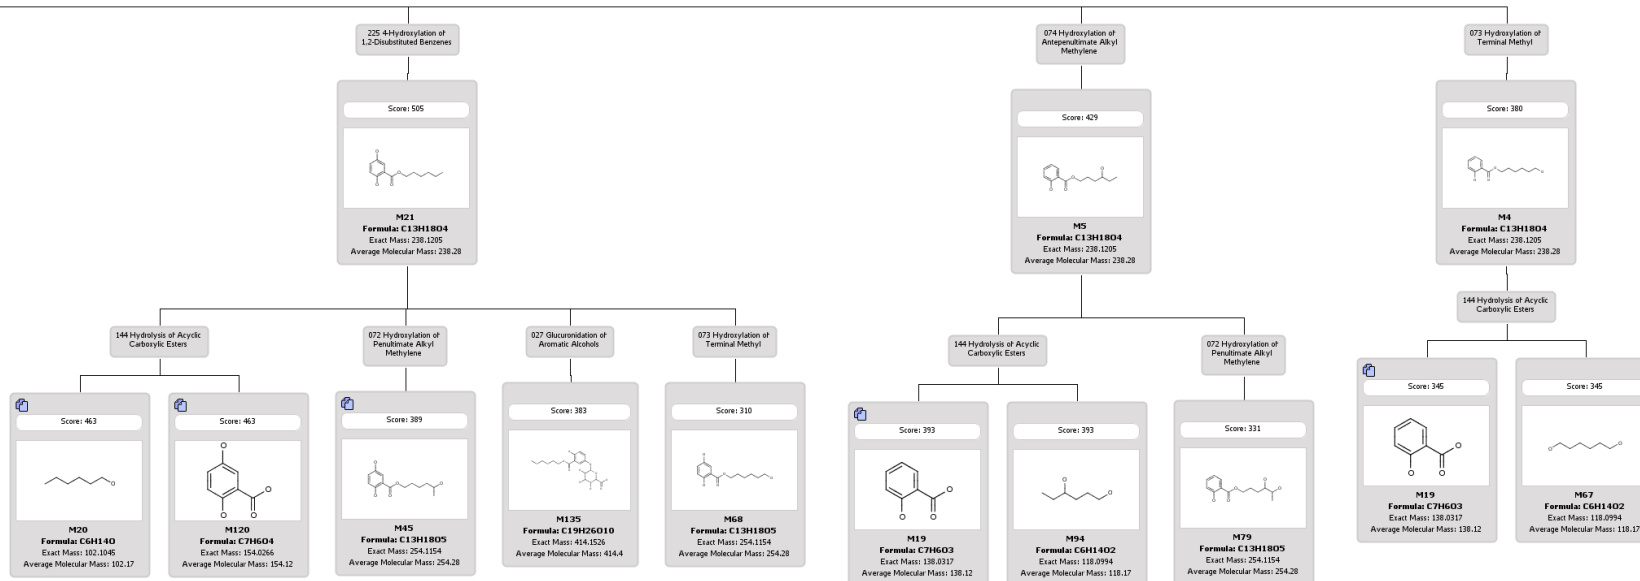 225 4-Hydroxylation of
1,2-Disubstituted Benzenes
Score: 505
M21
Formula: C13H18O4
Exact Mass: 238.1205
Average Molecular Mass: 238.28
074 Hydroxylation of
Antepenultimate Alkyl
Methylene
Score: 429
M5
Formula: C13H18O4
Exact Mass: 238.1205
Average Molecular Mass: 238.28
073 Hydroxylation of
Terminal Methyl
Score: 380
M4
Formula: C13H18O4
Exact Mass: 238.1205
Average Molecular Mass: 238.28
144 Hydrolysis of Acyclic
Carboxylic Esters
Score: 463
M20
Formula: C6H14O
Exact Mass: 102.1045
Average Molecular Mass: 102.17
Score: 463
M120
Formula: C7H6O4
Exact Mass: 154.0266
Average Molecular Mass: 154.12
072 Hydroxylation of
Penultimate Alkyl
Methylene
Score: 389
M45
Formula: C13H18O5
Exact Mass: 254.1154
Average Molecular Mass: 254.28
027 Glucuronidation of
Aromatic Alcohols
Score: 383
M135
Formula: C19H26O10
Exact Mass: 414.1526
Average Molecular Mass: 414.4
073 Hydroxylation of
Terminal Methyl
Score: 310
M68
Formula: C13H18O5
Exact Mass: 254.1154
Average Molecular Mass: 254.28
144 Hydrolysis of Acyclic
Carboxylic Esters
Score: 393
M19
Formula: C7H6O3
Exact Mass: 138.0317
Average Molecular Mass: 138.12
Score: 393
M94
Formula: C6H14O2
Exact Mass: 118.0994
Average Molecular Mass: 118.17
072 Hydroxylation of
Penultimate Alkyl
Methylene
Score: 331
M79
Formula: C13H18O5
Exact Mass: 254.1154
Average Molecular Mass: 254.28
144 Hydrolysis of Acyclic
Carboxylic Esters
Score: 345
M19
Formula: C7H6O3
Exact Mass: 138.0317
Average Molecular Mass: 138.12
Score: 345
M67
Formula: C6H14O2
Exact Mass: 118.0994
Average Molecular Mass: 118.17